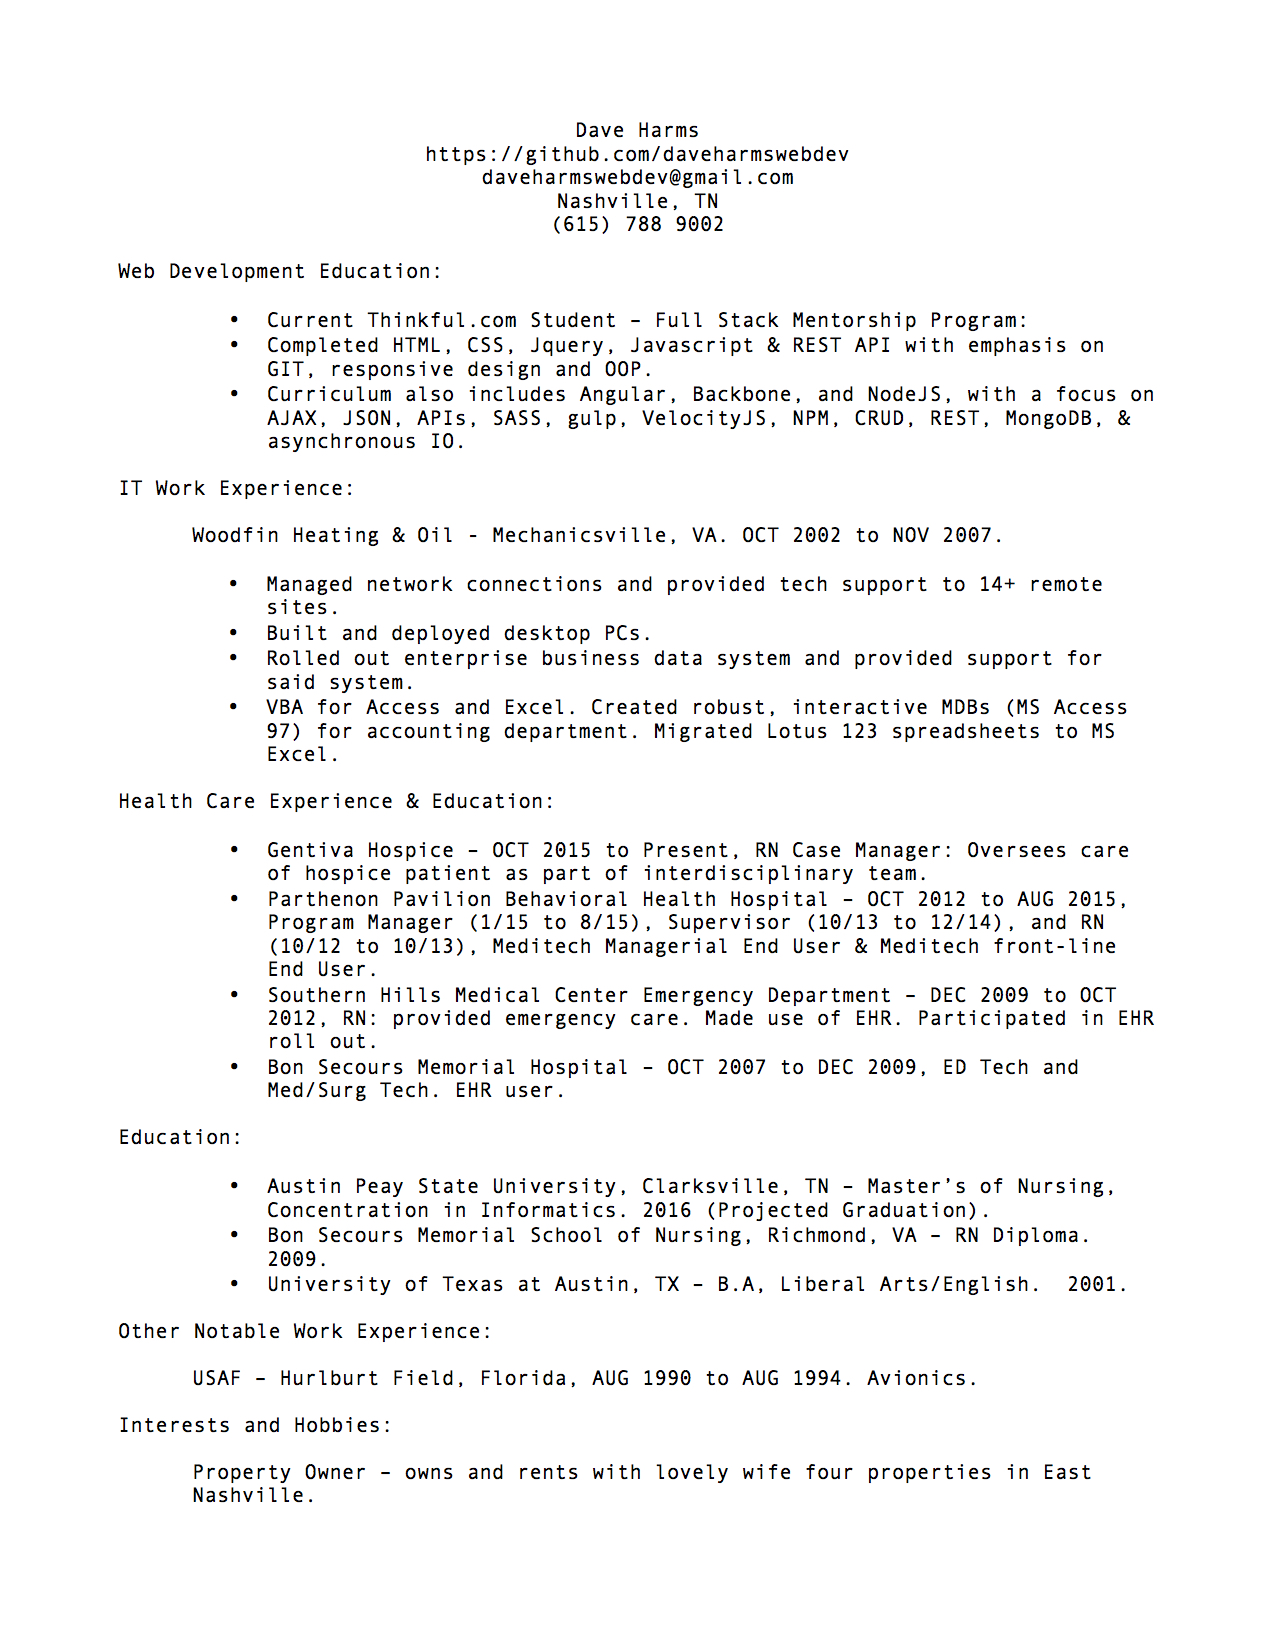 Dave Harms
https://github.com/daveharmswebdev
daveharmswebdev@gmail.com
Nashville, TN
(615) 788 9002
Web Development Education:
• Current Thinkful.com Student – Full Stack Mentorship Program:
• Completed HTML, CSS, Jquery, Javascript & REST API with emphasis on
GIT, responsive design and OOP.
• Curriculum also includes Angular, Backbone, and NodeJS, with a focus on
AJAX, JSON, APIs, SASS, gulp, VelocityJS, NPM, CRUD, REST, MongoDB, &
asynchronous IO.
IT Work Experience:
Woodfin Heating & Oil - Mechanicsville, VA. OCT 2002 to NOV 2007.
• Managed network connections and provided tech support to 14+ remote
sites.
• Built and deployed desktop PCs.
• Rolled out enterprise business data system and provided support for
said system.
• VBA for Access and Excel. Created robust, interactive MDBs (MS Access
97) for accounting department. Migrated Lotus 123 spreadsheets to MS
Excel.
Health Care Experience & Education:
• Gentiva Hospice – OCT 2015 to Present, RN Case Manager: Oversees care
of hospice patient as part of interdisciplinary team.
• Parthenon Pavilion Behavioral Health Hospital – OCT 2012 to AUG 2015,
Program Manager (1/15 to 8/15), Supervisor (10/13 to 12/14), and RN
(10/12 to 10/13), Meditech Managerial End User & Meditech front-line
End User.
• Southern Hills Medical Center Emergency Department – DEC 2009 to OCT
2012, RN: provided emergency care. Made use of EHR. Participated in EHR
roll out.
• Bon Secours Memorial Hospital – OCT 2007 to DEC 2009, ED Tech and
Med/Surg Tech. EHR user.
Education:
• Austin Peay State University, Clarksville, TN – Master’s of Nursing,
Concentration in Informatics. 2016 (Projected Graduation).
• Bon Secours Memorial School of Nursing, Richmond, VA – RN Diploma.
2009.
• University of Texas at Austin, TX – B.A, Liberal Arts/English.  2001.
Other Notable Work Experience:
USAF – Hurlburt Field, Florida, AUG 1990 to AUG 1994. Avionics.
Interests and Hobbies:
Property Owner – owns and rents with lovely wife four properties in East
Nashville.